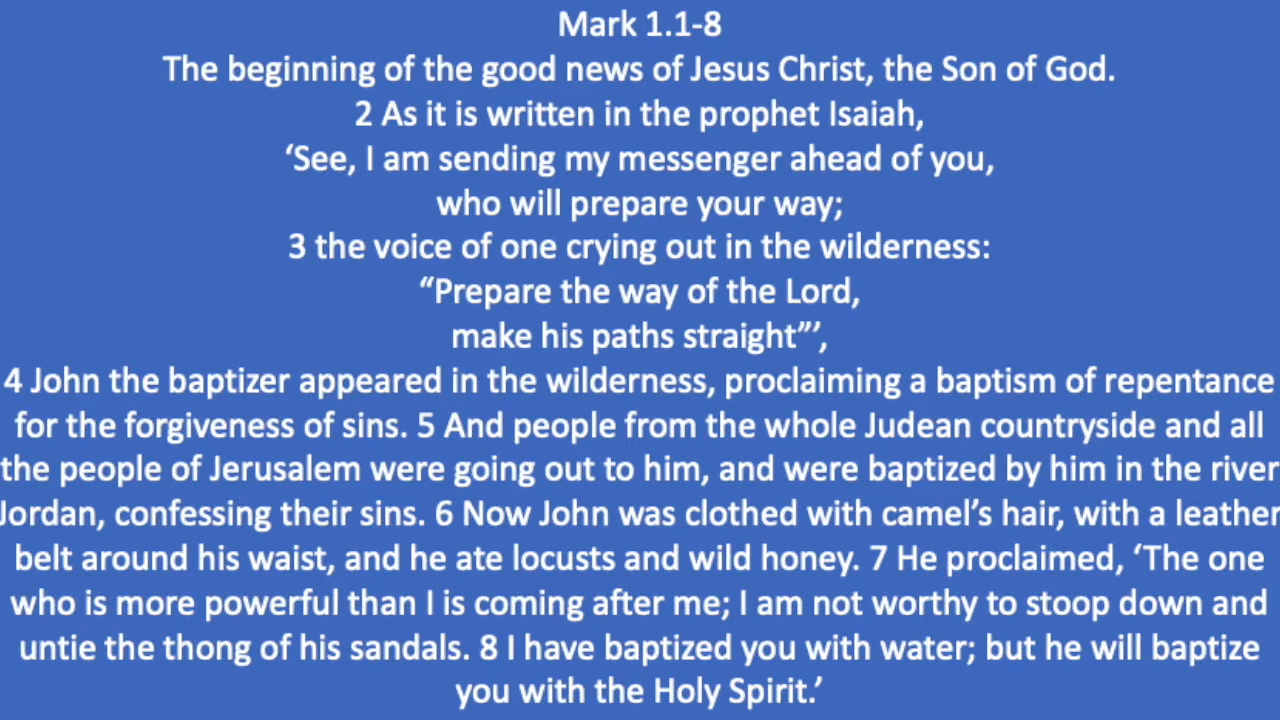 Mark 1.1-8
The beginning of the good news of Jesus Christ, the Son of God.
2 As it is written in the prophet Isaiah,
‘See, I am sending my messenger ahead of you,
who will prepare your way;
3 the voice of one crying out in the wilderness:
“Prepare the way of the Lord,
make his paths straight”’,
4 John the baptizer appeared in the wilderness, proclaiming a baptism of repentance
for the forgiveness of sins. 5 And people from the whole Judean countryside and all
the people of Jerusalem were going out to him, and were baptized by him in the river
Jordan, confessing their sins. 6 Now John was clothed with camel’s hair, with a leather
belt around his waist, and he ate locusts and wild honey. 7 He proclaimed, ‘The one
who is more powerful than I is coming after me; I am not worthy to stoop down and
untie the thong of his sandals. 8 I have baptized you with water; but he will baptize
you with the Holy Spirit.’